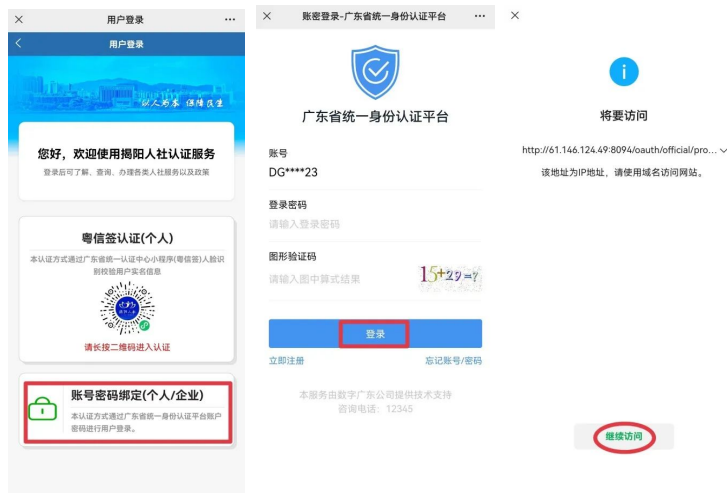 用户登录
用户登录
以人为本 保障民生
您好，欢迎使用揭阳人社认证服务
登录后可了解、查询、办理各类人社服务以及政策
粤信签认证(个人)
本认证方式通过广东省统一认证中心小程序(粤信签)人脸识
别校验用户实名信息
请长按二维码进入认证
账号密码绑定(个人/企业)
本认证方式通过广东省统一身份认证平台账户
密码进行用户登录。
账密登录-广东省统一身份认证平台
广东省统一身份认证平台
账号
DG****23
登录密码
请输入登录密码
图形验证码
请输入图中算式结果
15+29=?
登录
立即注册
忘记账号/密码
本服务由数字广东公司提供技术支持
咨询电话：12345
将要访问
http://61.146.124.49:8094/oauth/official/pro...
该地址为IP地址，请使用域名访问网站。
继续访问